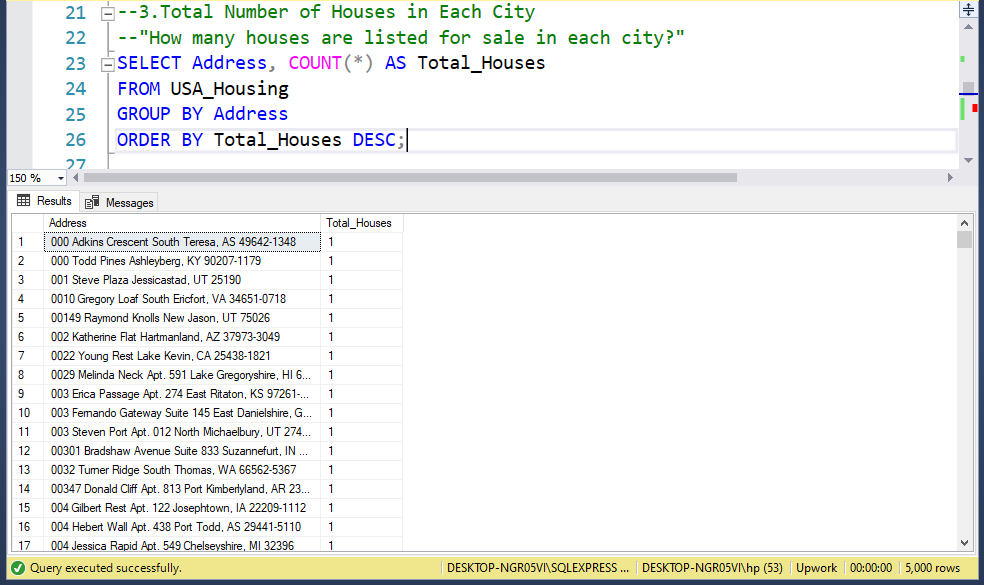 21 --3.Total Number of Houses in Each City
22 --"How many houses are listed for sale in each city?"
23 SELECT Address, COUNT(*) AS Total_Houses
24 FROM USA_Housing
25 GROUP BY Address
26 ORDER BY Total_Houses DESC;
27
150 %
Results Messages
Address Total_Houses
1 000 Adkins Crescent South Teresa, AS 49642-1348 1
2 000 Todd Pines Ashleyberg, KY 90207-1179 1
3 001 Steve Plaza Jessicastad, UT 25190 1
4 0010 Gregory Loaf South Ericfort, VA 34651-0718 1
5 00149 Raymond Knolls New Jason, UT 75026 1
6 002 Katherine Flat Hartmanland, AZ 37973-3049 1
7 0022 Young Rest Lake Kevin, CA 25438-1821 1
8 0029 Melinda Neck Apt. 591 Lake Gregoryshire, HI 6... 1
9 003 Erica Passage Apt. 274 East Ritaton, KS 97261-... 1
10 003 Fernando Gateway Suite 145 East Danielshire, G... 1
11 003 Steven Port Apt. 012 North Michaelbury, UT 274... 1
12 00301 Bradshaw Avenue Suite 833 Suzannefurt, IN ... 1
13 0032 Turner Ridge South Thomas, WA 66562-5367 1
14 00347 Donald Cliff Apt. 813 Port Kimberlyland, AR 23... 1
15 004 Gilbert Rest Apt. 122 Josephtown, IA 22209-1112 1
16 004 Hebert Wall Apt. 438 Port Todd, AS 29441-5110 1
17 004 Jessica Rapid Apt. 549 Chelseyshire, MI 32396 1
Query executed successfully. DESKTOP-NGR05VI\SQLEXPRESS ... DESKTOP-NGR05VI\hp (53) Upwork 00:00:00 5,000 rows